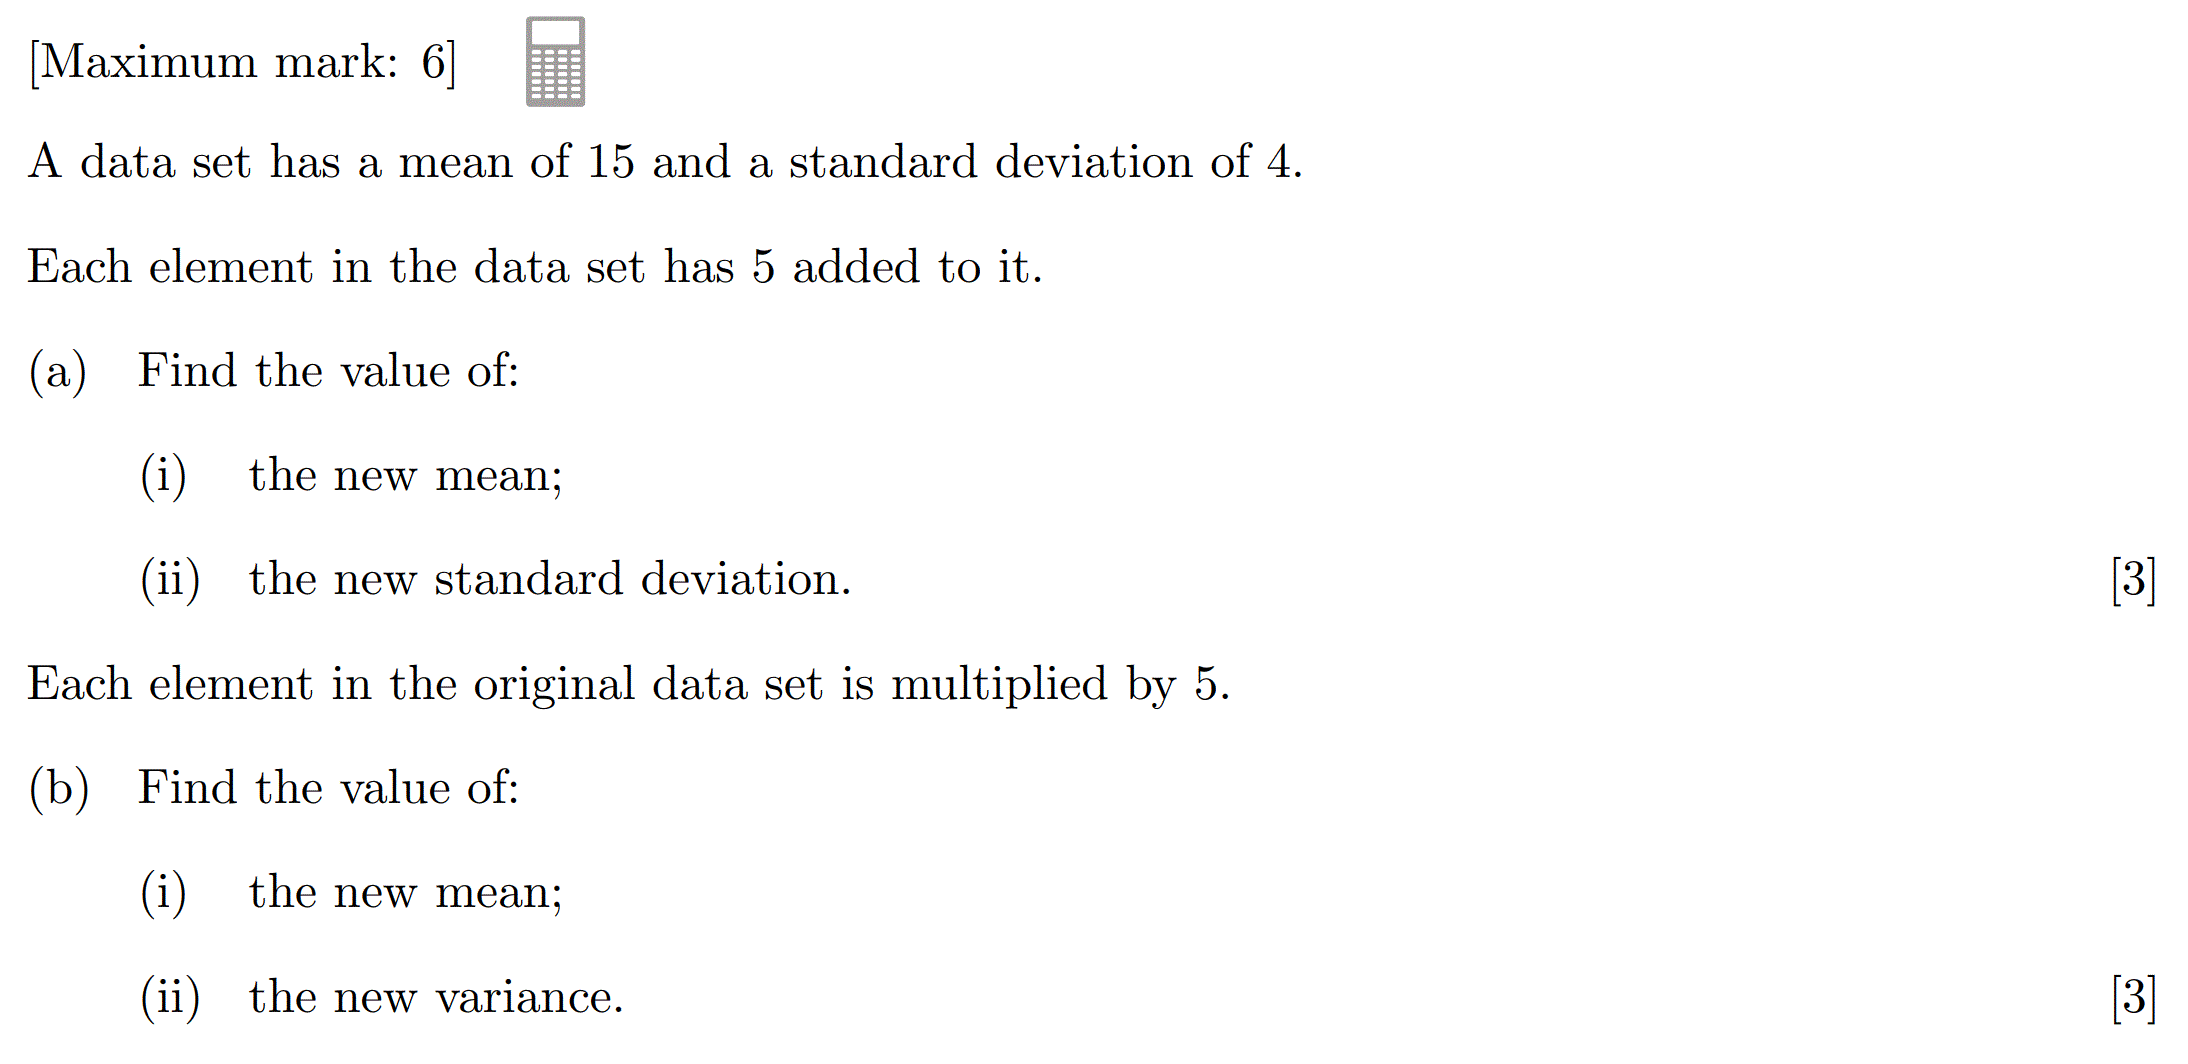 [Maximum mark: 6]
A data set has a mean of 15 and a standard deviation of 4.
Each element in the data set has 5 added to it.
(a) Find the value of:
(i) the new mean;
(ii) the new standard deviation. [3]
Each element in the original data set is multiplied by 5.
(b) Find the value of:
(i) the new mean;
(ii) the new variance. [3]